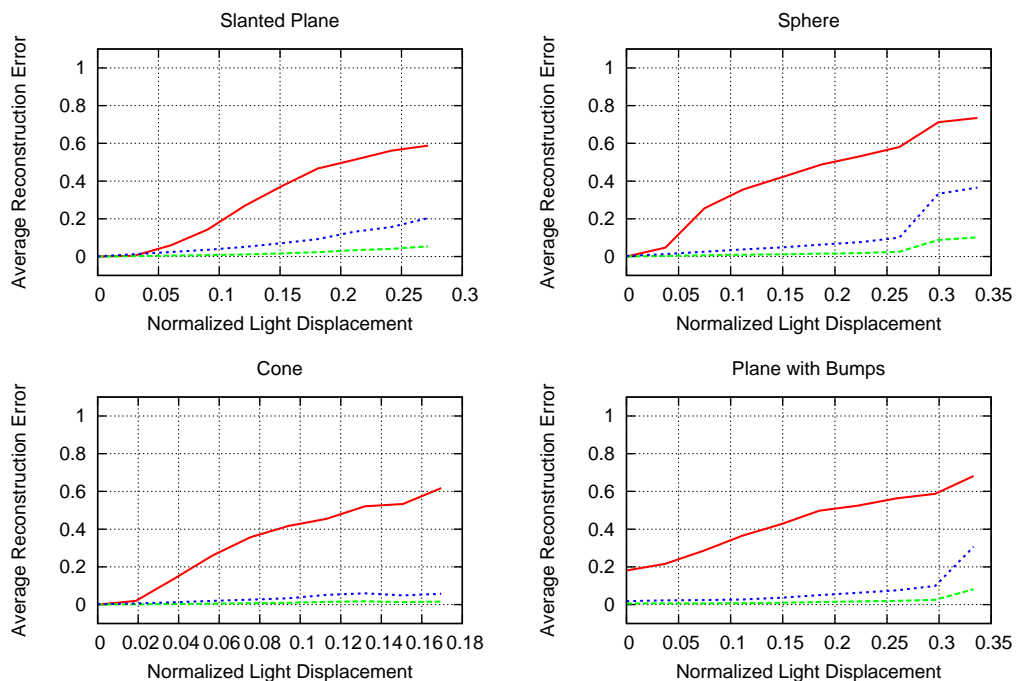 Slanted Plane
Average Reconstruction Error
1
0.8
0.6
0.4
0.2
0
0 0.05 0.1 0.15 0.2 0.25 0.3
Normalized Light Displacement
Sphere
Average Reconstruction Error
1
0.8
0.6
0.4
0.2
0
0 0.05 0.1 0.15 0.2 0.25 0.3 0.35
Normalized Light Displacement
Cone
Average Reconstruction Error
1
0.8
0.6
0.4
0.2
0
0 0.02 0.04 0.06 0.08 0.1 0.12 0.14 0.16 0.18
Normalized Light Displacement
Plane with Bumps
Average Reconstruction Error
1
0.8
0.6
0.4
0.2
0
0 0.05 0.1 0.15 0.2 0.25 0.3 0.35
Normalized Light Displacement